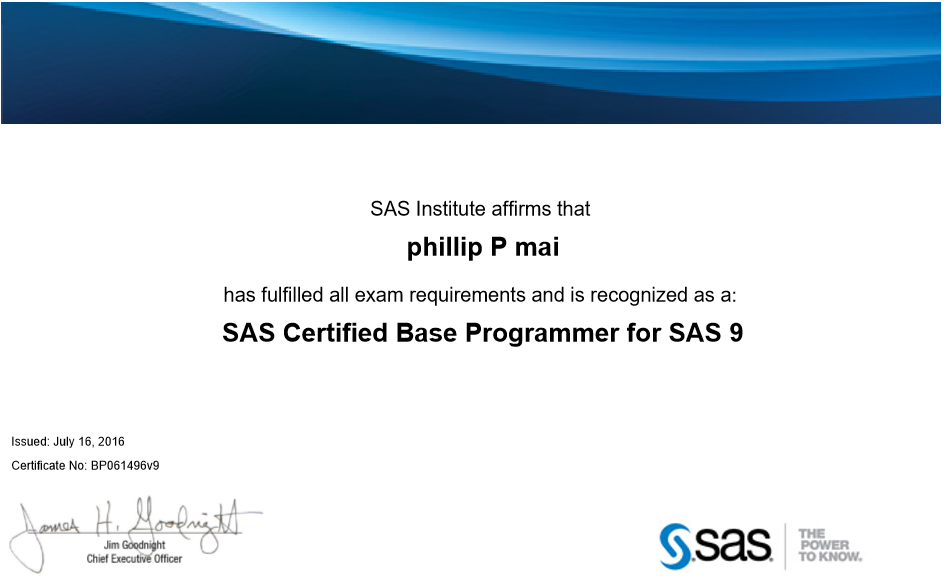 SAS Institute affirms that
phillip P mai
has fulfilled all exam requirements and is recognized as a:
SAS Certified Base Programmer for SAS 9
Issued: July 16, 2016
Certificate No: BP061496v9
James H. Goodnight
Jim Goodnight
Chief Executive Officer
sas
THE
POWER
TO KNOW.